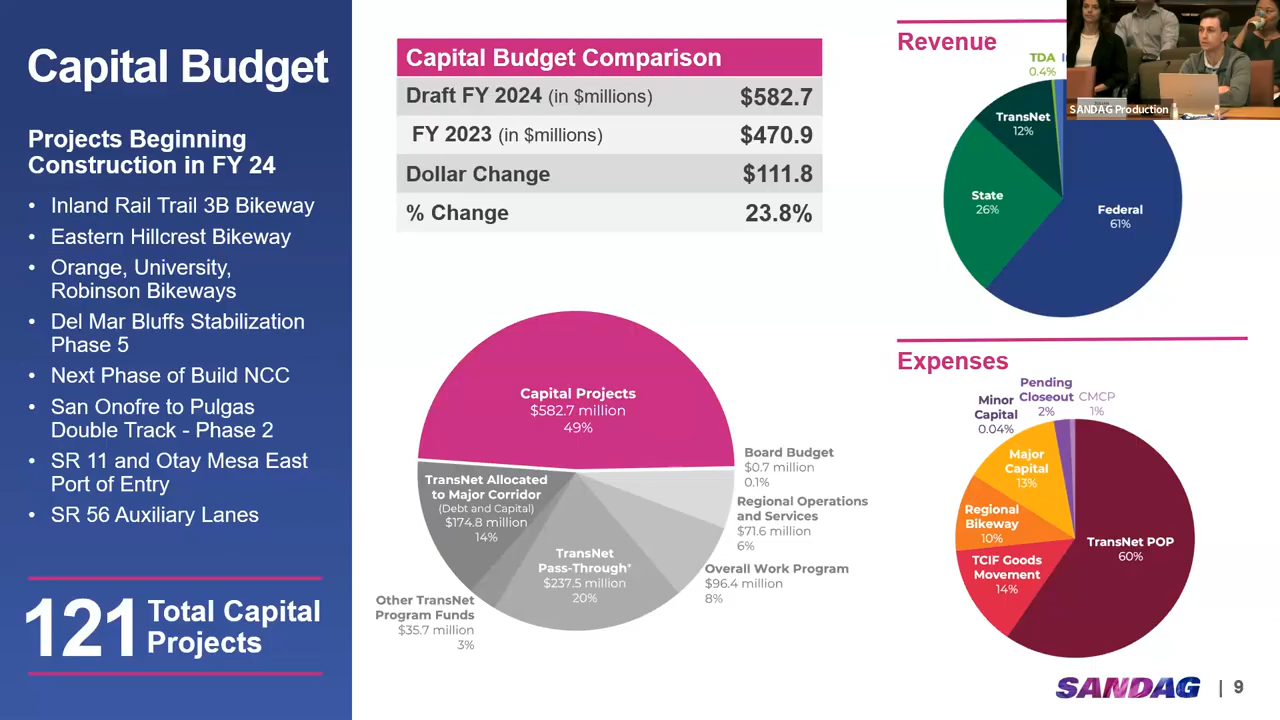 Capital Budget
Projects Beginning
Construction in FY 24
• Inland Rail Trail 3B Bikeway
• Eastern Hillcrest Bikeway
• Orange, University,
Robinson Bikeways
• Del Mar Bluffs Stabilization
Phase 5
• Next Phase of Build NCC
• San Onofre to Pulgas
Double Track - Phase 2
• SR 11 and Otay Mesa East
Port of Entry
• SR 56 Auxiliary Lanes
121 Total Capital
Projects
Capital Budget Comparison
Draft FY 2024 (in $millions) $582.7
FY 2023 (in $millions) $470.9
Dollar Change $111.8
% Change 23.8%
Capital Projects
$582.7 million
49%
Board Budget
$0.7 million
0.1%
Regional Operations
and Services
$71.6 million
6%
Overall Work Program
$96.4 million
8%
TransNet
Pass-Through*
$237.5 million
20%
Other TransNet
Program Funds
$35.7 million
3%
TransNet Allocated
to Major Corridor
(Debt and Capital)
$174.8 million
14%
Revenue
TDA
0.4%
TransNet
12%
State
26%
Federal
61%
SANDAG Production
Expenses
Pending
Closeout
2%
CMCP
1%
Minor
Capital
0.04%
Major
Capital
13%
Regional
Bikeway
10%
TCIF Goods
Movement
14%
TransNet POP
60%
SANDAG | 9